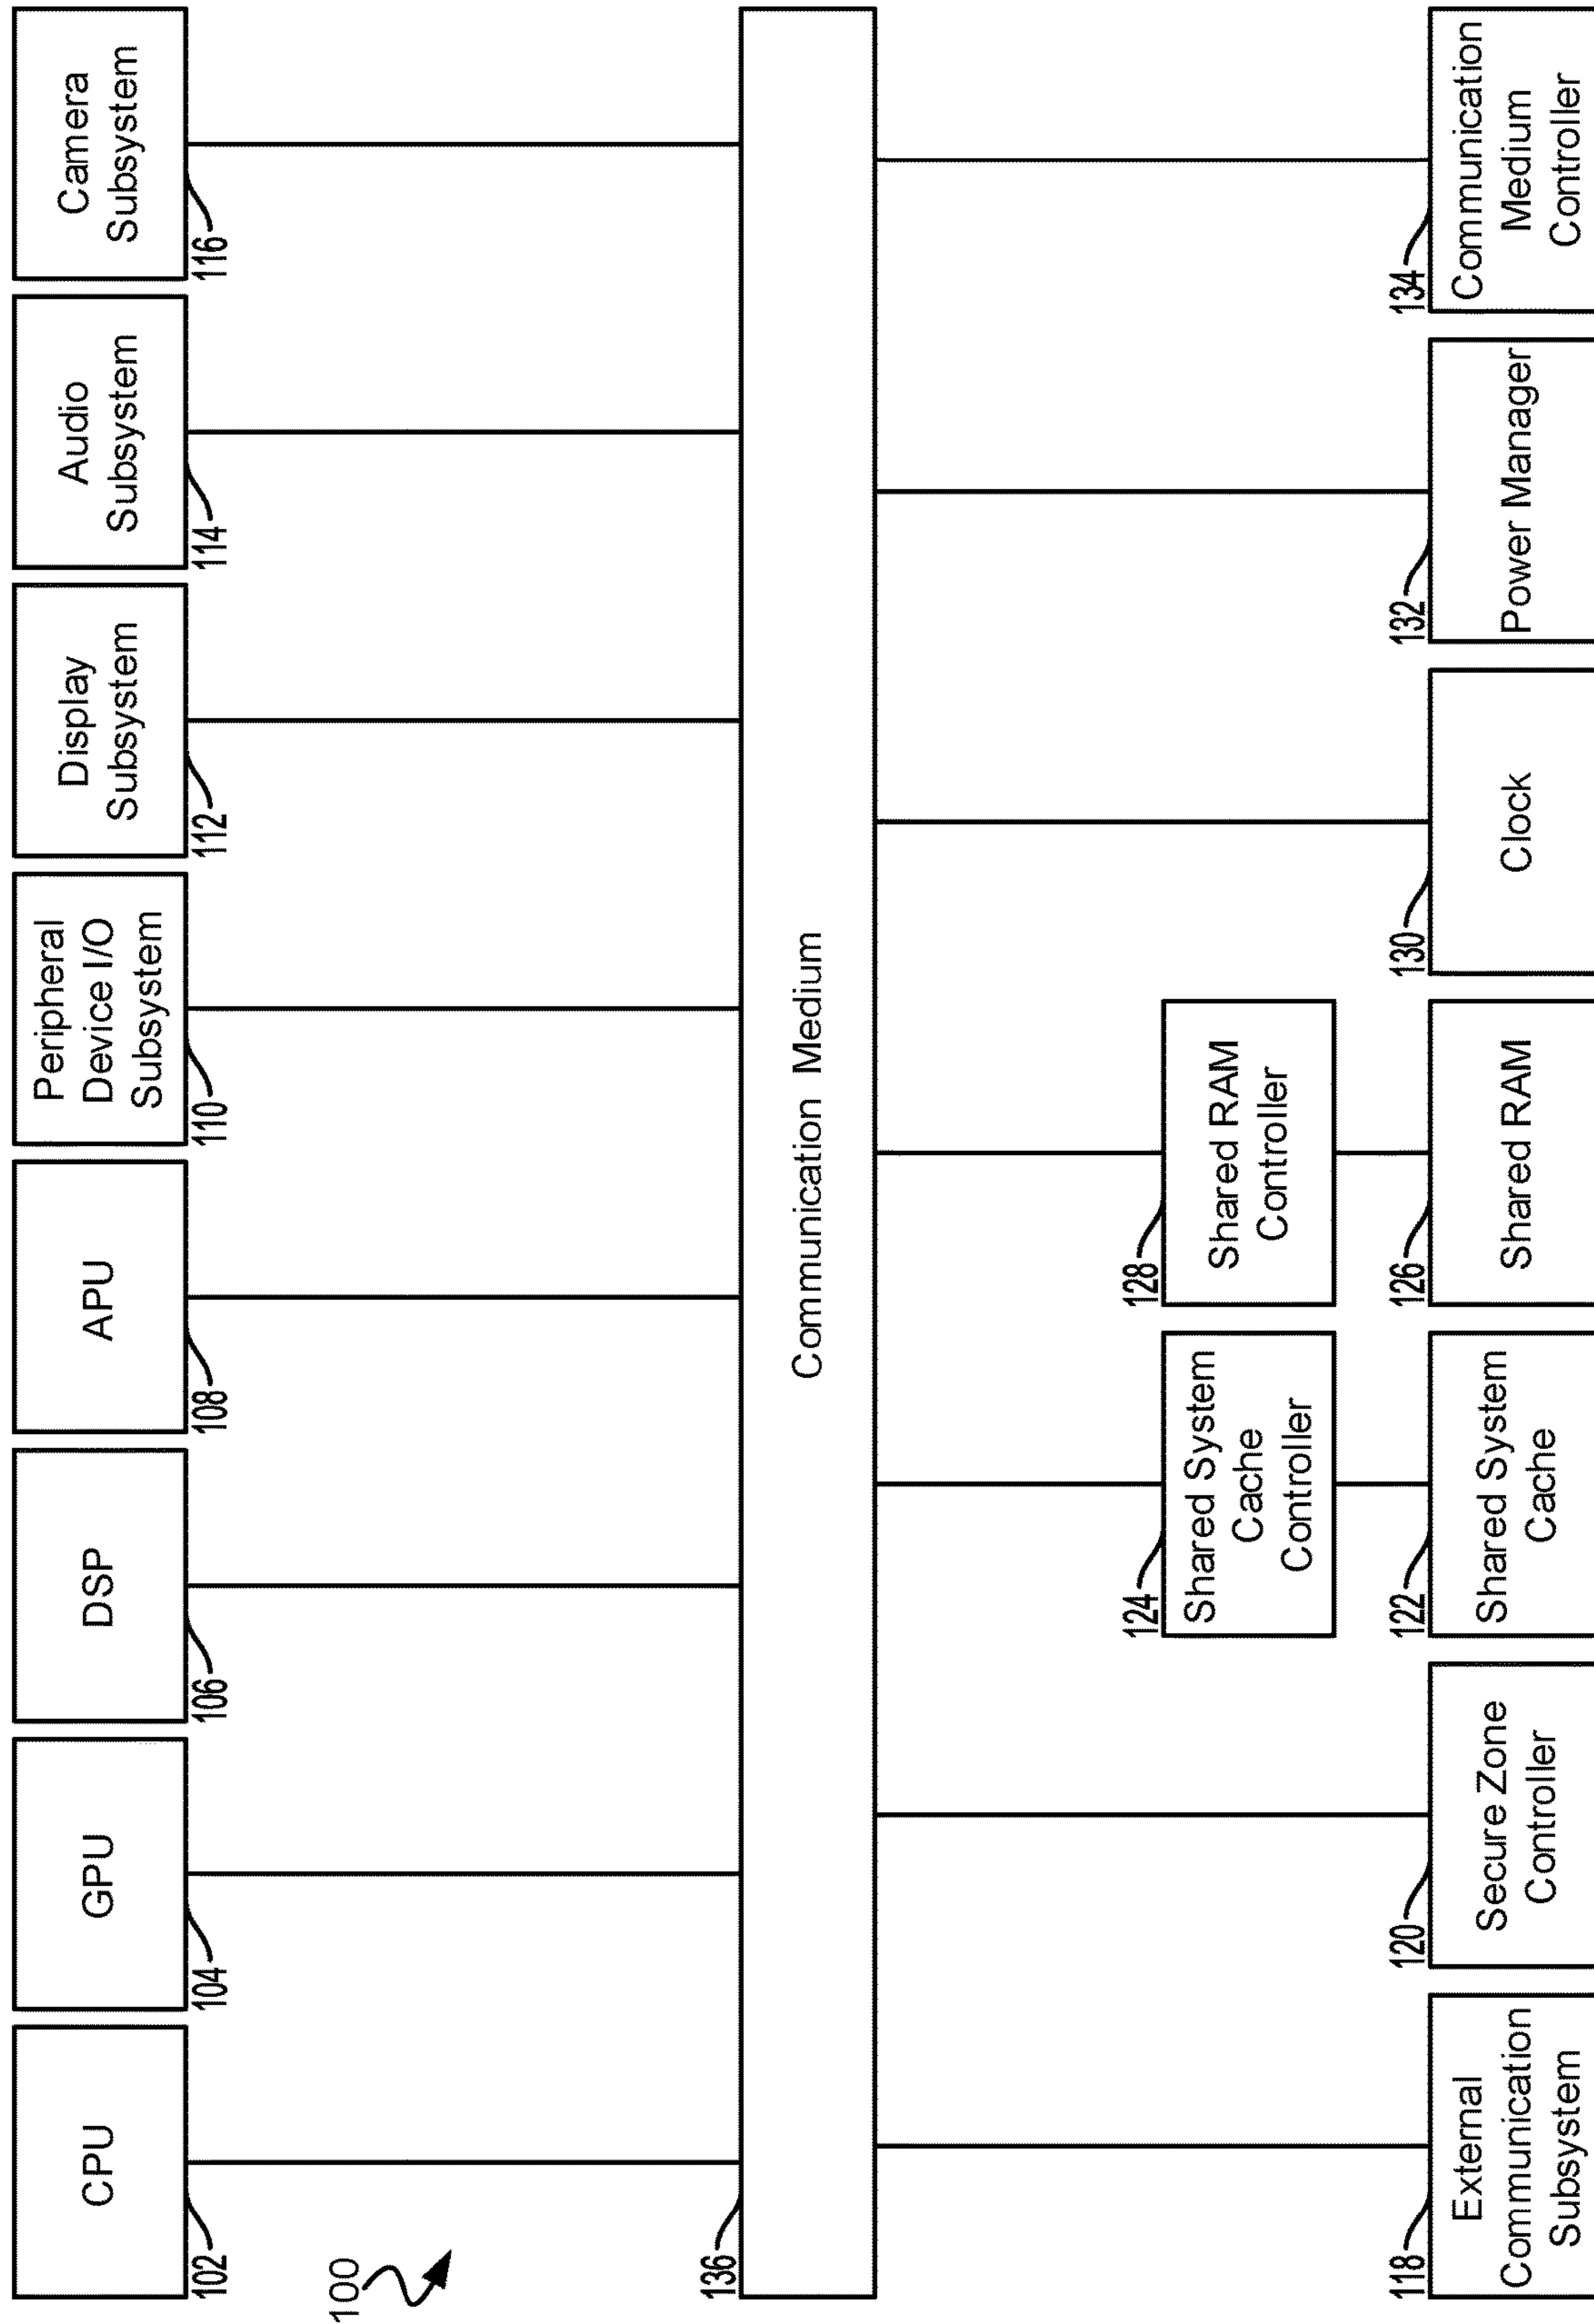 CPU
102
GPU
104
DSP
106
APU
108
Peripheral
Device I/O
Subsystem
110
Display
Subsystem
112
Audio
Subsystem
114
Camera
Subsystem
116
100
136
Communication Medium
124
Shared System
Cache
Controller
128
Shared RAM
Controller
118
External
Communication
Subsystem
120
Secure Zone
Controller
122
Shared System
Cache
126
Shared RAM
130
Clock
132
Power Manager
134
Communication
Medium
Controller